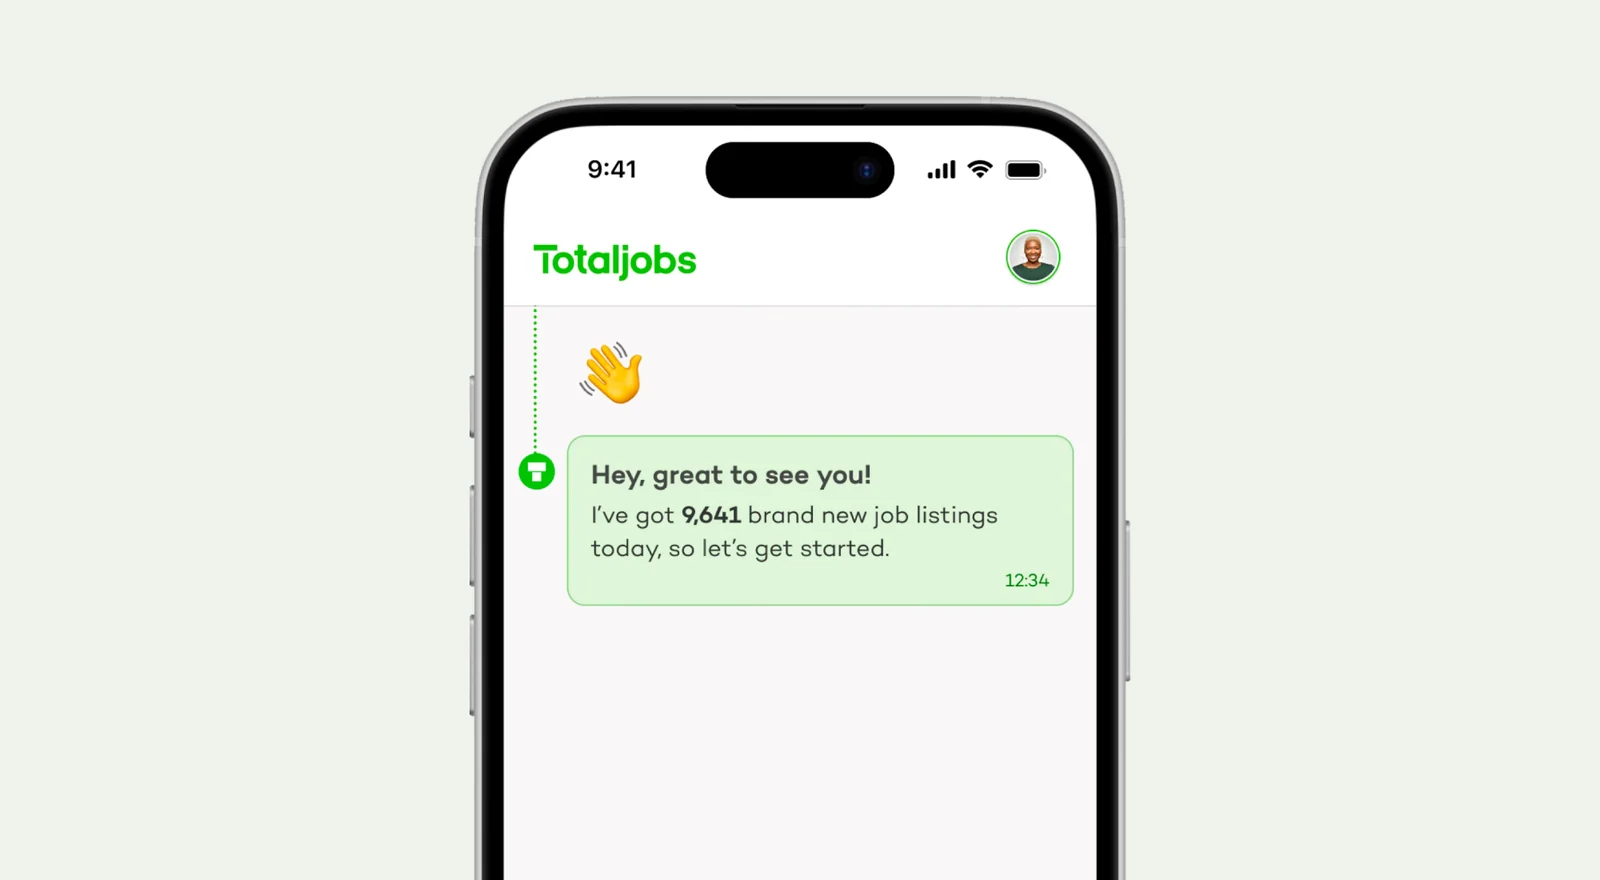 9:41
Totaljobs
Hey, great to see you!
I’ve got 9,641 brand new job listings
today, so let’s get started.
12:34